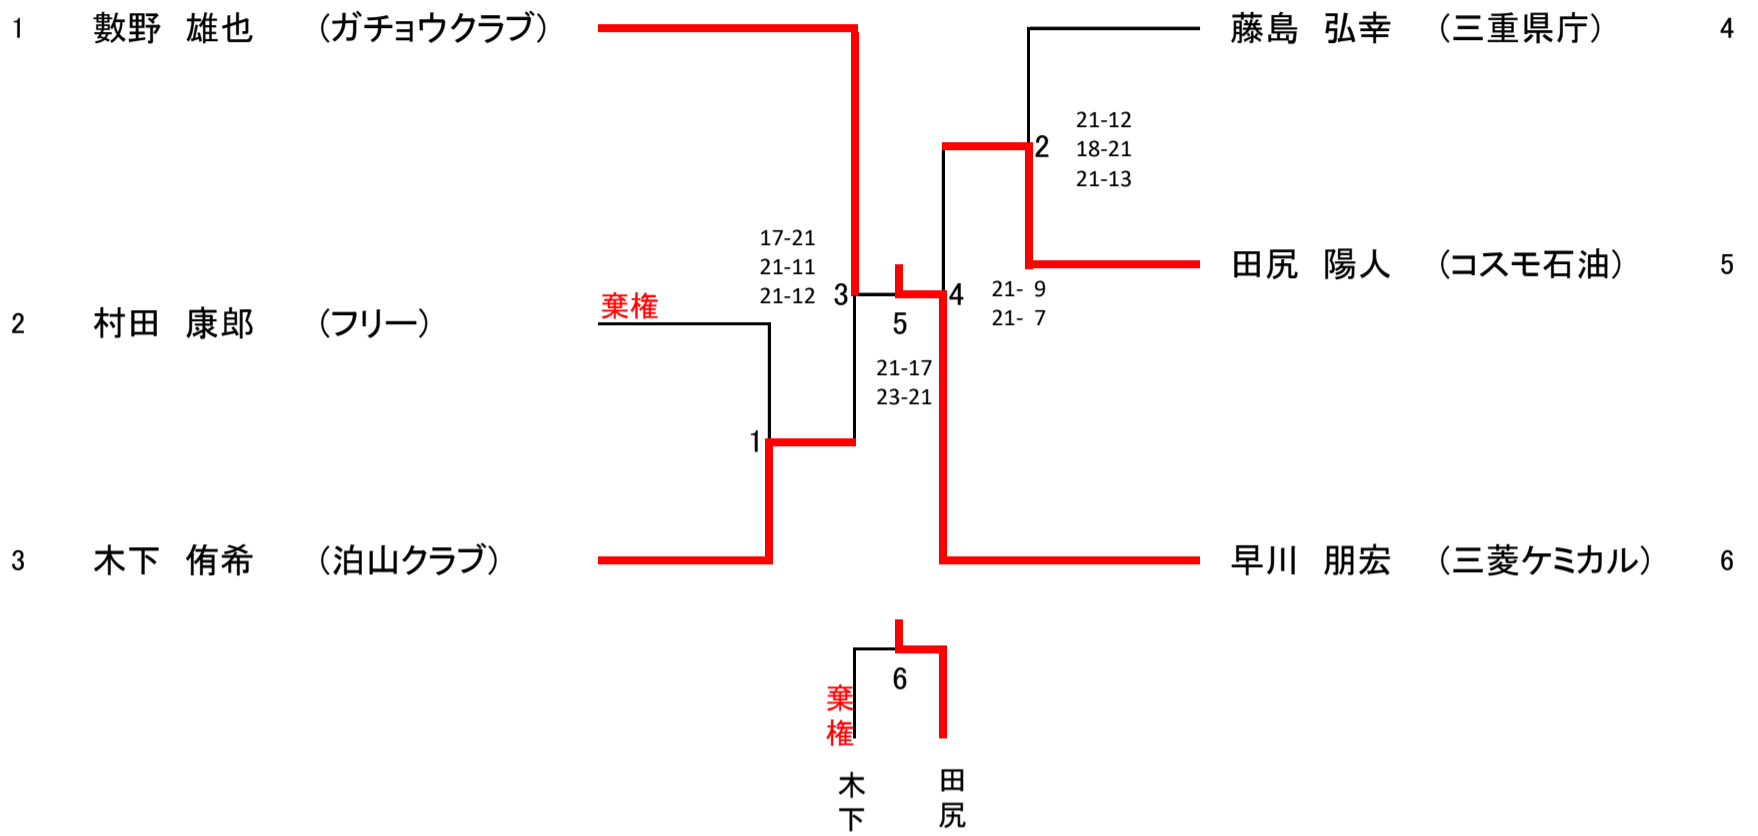 1 數野 雄也 (ガチョウクラブ)
藤島 弘幸 (三重県庁) 4
21-12
2 18-21
21-13
17-21
21-11
3 21-12
田尻 陽人 (コスモ石油) 5
4 21- 9
21- 7
2 村田 康郎 (フリー) 棄権
5
21-17
23-21
1
3 木下 侑希 (泊山クラブ)
早川 朋宏 (三菱ケミカル) 6
6
棄権
木下
田尻